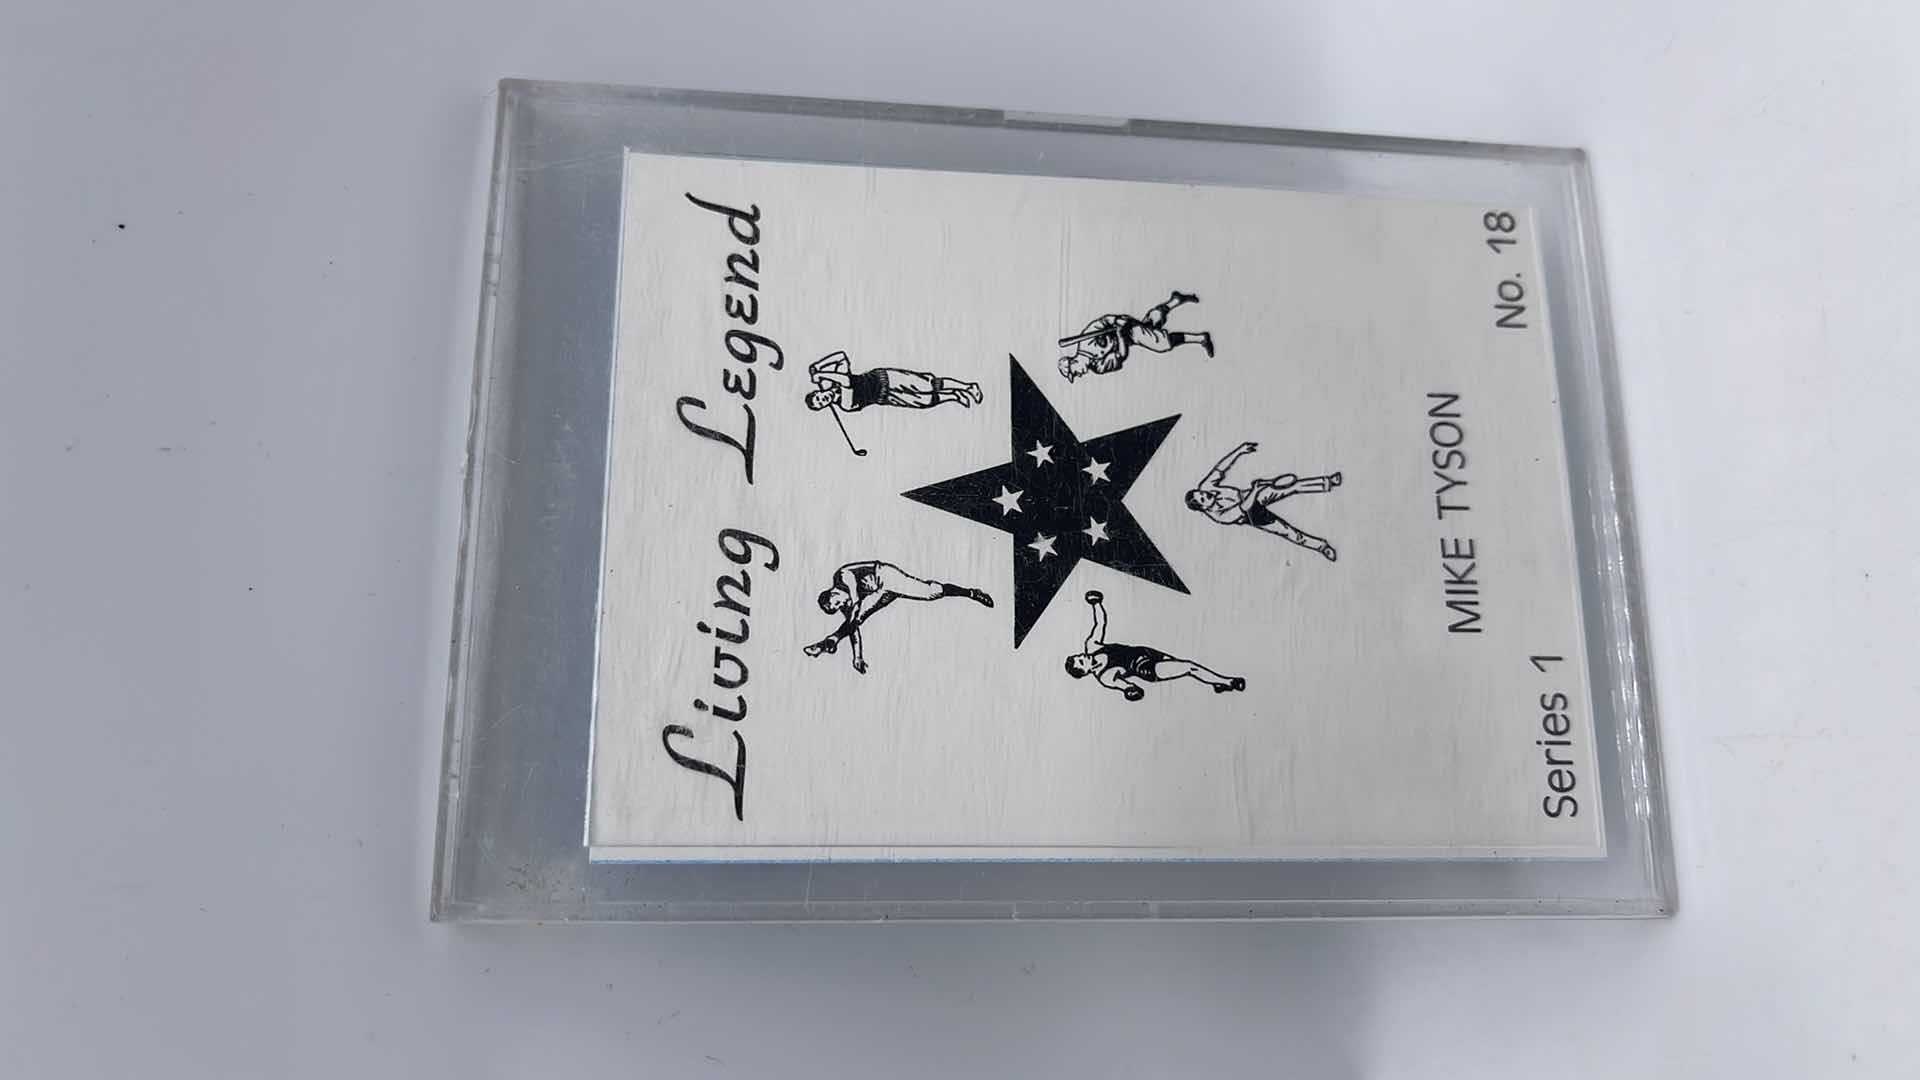 Living Legend
MIKE TYSON
Series 1 No. 18